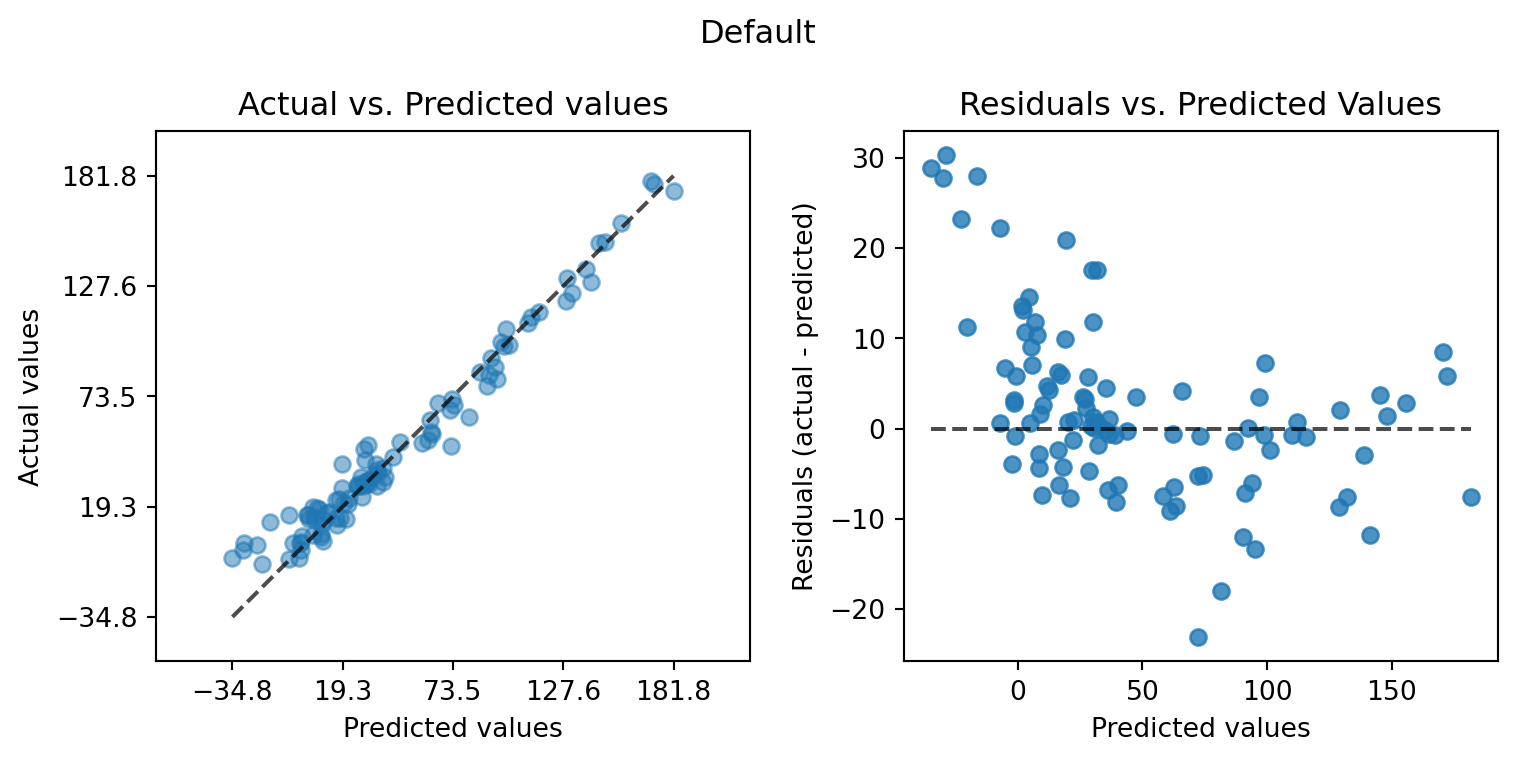 Default
Actual vs. Predicted values
181.8
127.6
73.5
19.3
−34.8
Actual values
−34.8 19.3 73.5 127.6 181.8
Predicted values
Residuals vs. Predicted Values
30
20
10
0
−10
−20
Residuals (actual - predicted)
0 50 100 150
Predicted values